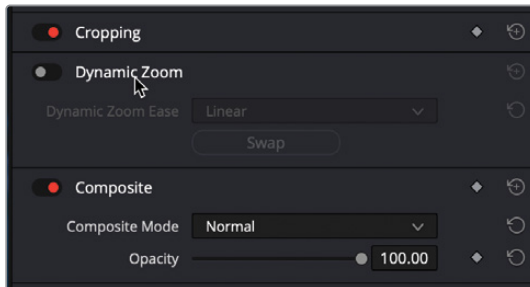 Cropping
Dynamic Zoom
Dynamic Zoom Ease Linear
Swap
Composite
Composite Mode Normal
Opacity 100.00